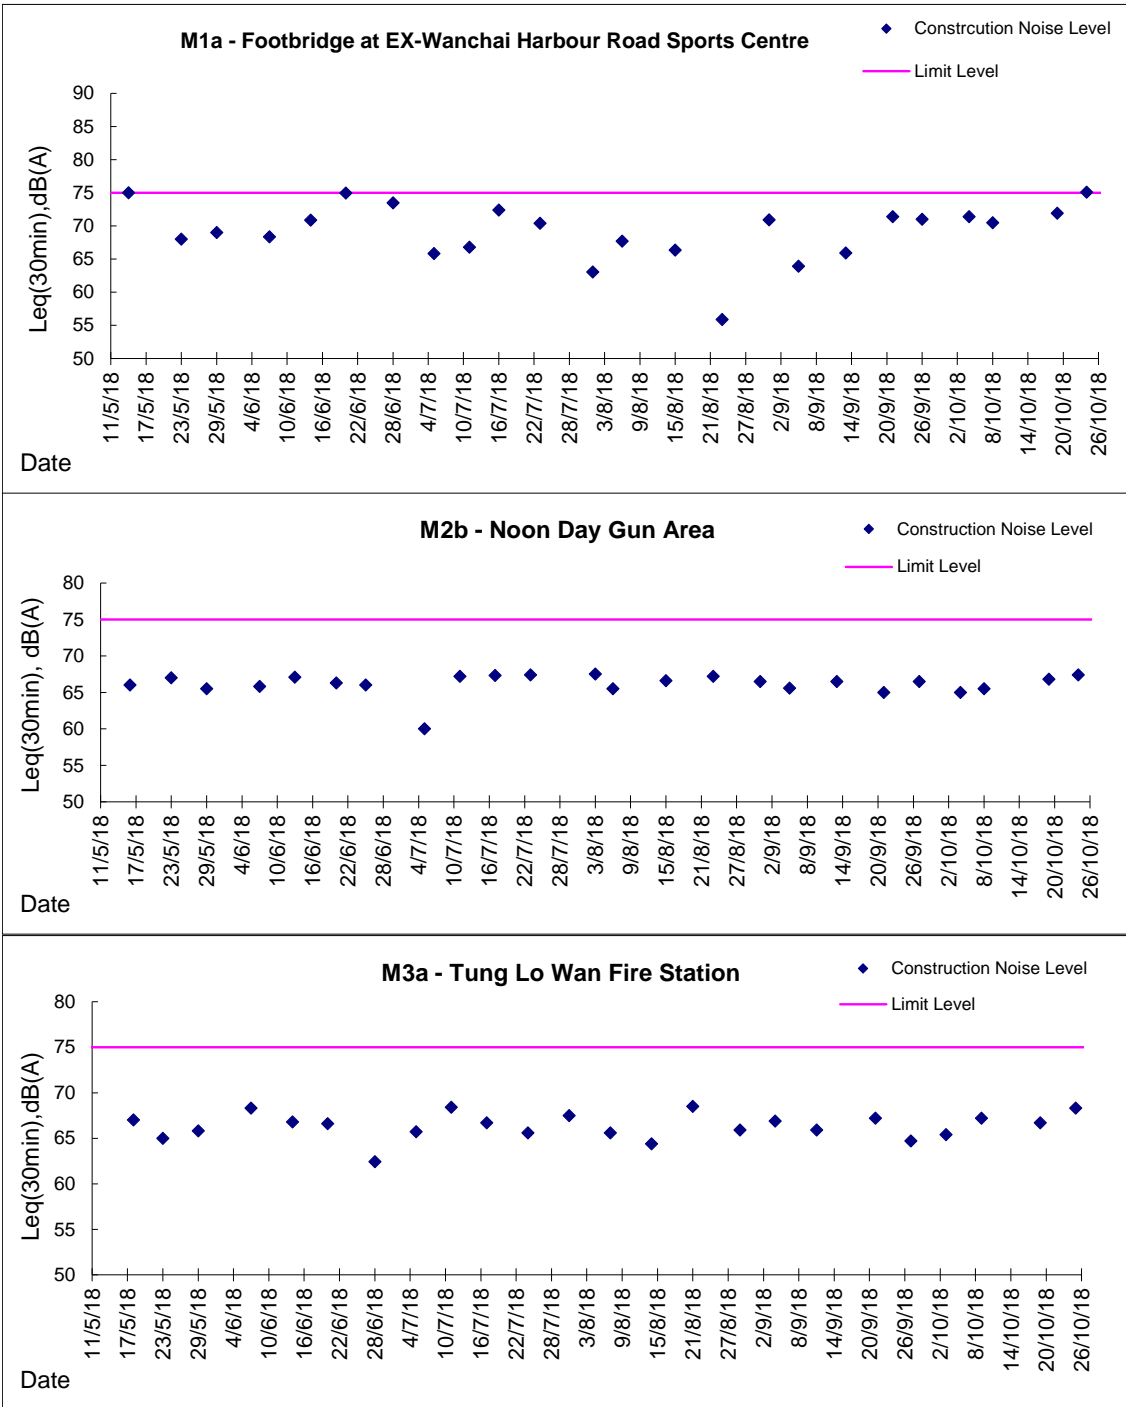 M1a - Footbridge at EX-Wanchai Harbour Road Sports Centre
Constrcution Noise Level
Limit Level
Leq(30min),dB(A)
90
85
80
75
70
65
60
55
50
11/5/18 17/5/18 23/5/18 29/5/18 4/6/18 10/6/18 16/6/18 22/6/18 28/6/18 4/7/18 10/7/18 16/7/18 22/7/18 28/7/18 3/8/18 9/8/18 15/8/18 21/8/18 27/8/18 2/9/18 8/9/18 14/9/18 20/9/18 26/9/18 2/10/18 8/10/18 14/10/18 20/10/18 26/10/18
Date
M2b - Noon Day Gun Area
Construction Noise Level
Limit Level
Leq(30min), dB(A)
80
75
70
65
60
55
50
11/5/18 17/5/18 23/5/18 29/5/18 4/6/18 10/6/18 16/6/18 22/6/18 28/6/18 4/7/18 10/7/18 16/7/18 22/7/18 28/7/18 3/8/18 9/8/18 15/8/18 21/8/18 27/8/18 2/9/18 8/9/18 14/9/18 20/9/18 26/9/18 2/10/18 8/10/18 14/10/18 20/10/18 26/10/18
Date
M3a - Tung Lo Wan Fire Station
Construction Noise Level
Limit Level
Leq(30min),dB(A)
80
75
70
65
60
55
50
11/5/18 17/5/18 23/5/18 29/5/18 4/6/18 10/6/18 16/6/18 22/6/18 28/6/18 4/7/18 10/7/18 16/7/18 22/7/18 28/7/18 3/8/18 9/8/18 15/8/18 21/8/18 27/8/18 2/9/18 8/9/18 14/9/18 20/9/18 26/9/18 2/10/18 8/10/18 14/10/18 20/10/18 26/10/18
Date